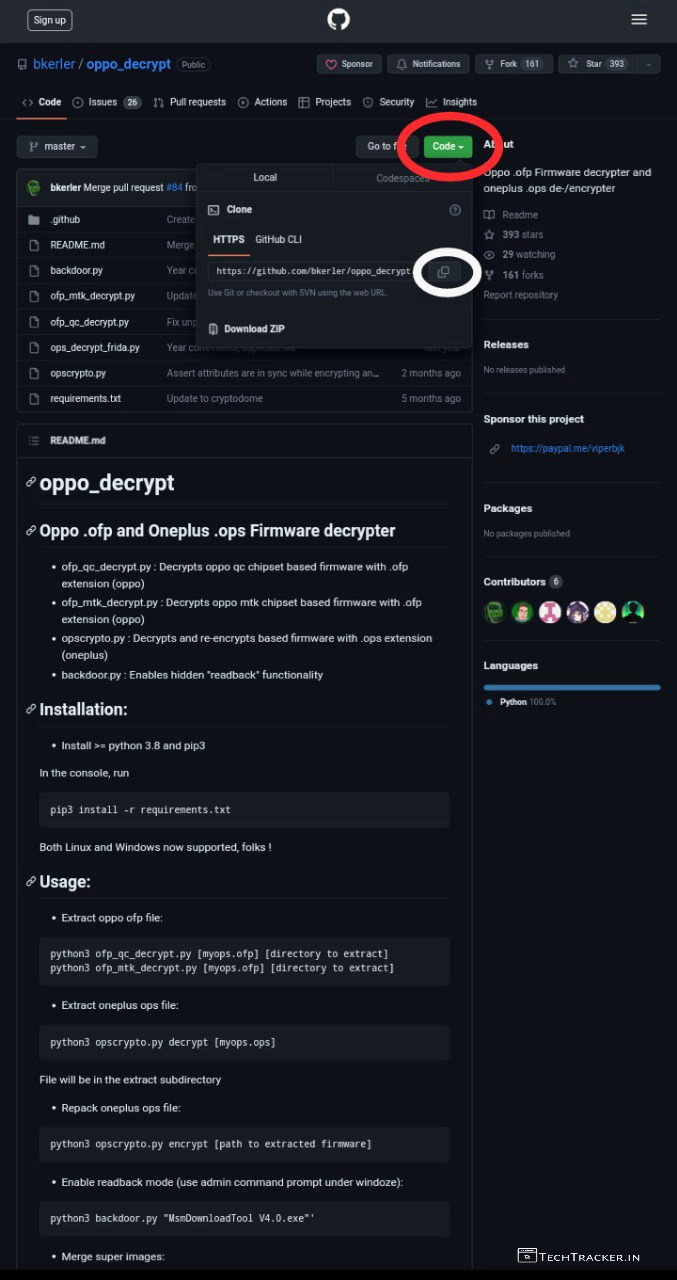 Sign up
bkerler / oppo_decrypt Public
Sponsor Notifications Fork 161 Star 393
Code Issues 26 Pull requests Actions Projects Security Insights
master Go to Code
About
Local Codespaces
Oppo .ofp Firmware decrypter and
oneplus .ops de-/encrypter
bkerler Merge pull request #84
Clone
HTTPS GitHub CLI
https://github.com/bkerler/oppo_decrypt
Use Git or checkout with SVN using the web URL.
Download ZIP
.github Create
README.md Merge
backdoor.py
ofp_mtk_decrypt.py
ofp_qc_decrypt.py Fix
ops_decrypt_frida.py
opscrypto.py Assert attributes are in sync while encrypting an... 2 months ago
requirements.txt Update to cryptodome 5 months ago
Readme
393 stars
29 watching
161 forks
Report repository
Releases
No releases published
Sponsor this project
https://paypal.me/viperbjk
Packages
No packages published
Contributors 6
Languages
Python 100.0%
README.md
oppo_decrypt
Oppo .ofp and Oneplus .ops Firmware decrypter
• ofp_qc_decrypt.py : Decrypts oppo qc chipset based firmware with .ofp
extension (oppo)
• ofp_mtk_decrypt.py : Decrypts oppo mtk chipset based firmware with .ofp
extension (oppo)
• opscrypto.py : Decrypts and re-encrypts based firmware with .ops extension
(oneplus)
• backdoor.py : Enables hidden "readback" functionality
Installation:
• Install >= python 3.8 and pip3
In the console, run
pip3 install -r requirements.txt
Both Linux and Windows now supported, folks !
Usage:
• Extract oppo ofp file:
python3 ofp_qc_decrypt.py [myops.ofp] [directory to extract]
python3 ofp_mtk_decrypt.py [myops.ofp] [directory to extract]
• Extract oneplus ops file:
python3 opscrypto.py decrypt [myops.ops]
File will be in the extract subdirectory
• Repack oneplus ops file:
python3 opscrypto.py encrypt [path to extracted firmware]
• Enable readback mode (use admin command prompt under windoze):
python3 backdoor.py "MsmDownloadTool V4.0.exe"'
• Merge super images:
TECHTRACKER.IN